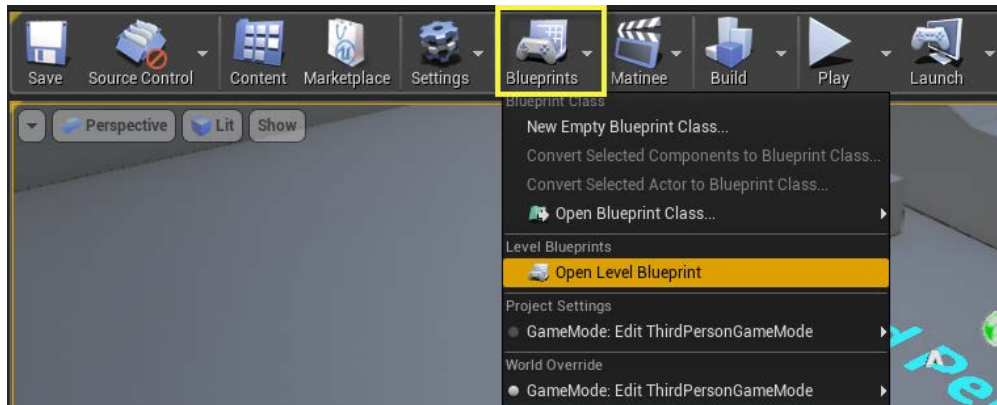 Save Source Control Content Marketplace Settings Blueprints Matinee Build Play Launch
Perspective Lit Show
Blueprint Class
New Empty Blueprint Class...
Convert Selected Components to Blueprint Class...
Convert Selected Actor to Blueprint Class...
Open Blueprint Class...
Level Blueprints
Open Level Blueprint
Project Settings
GameMode: Edit ThirdPersonGameMode
World Override
GameMode: Edit ThirdPersonGameMode